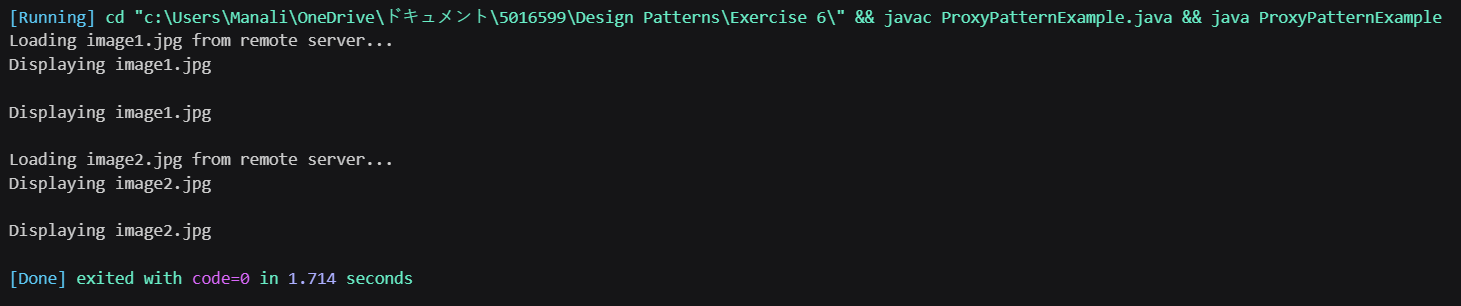 [Running] cd "c:\Users\Manali\OneDrive\ドキュメント\5016599\Design Patterns\Exercise 6\" && javac ProxyPatternExample.java && java ProxyPatternExample
Loading image1.jpg from remote server...
Displaying image1.jpg
Displaying image1.jpg
Loading image2.jpg from remote server...
Displaying image2.jpg
Displaying image2.jpg
[Done] exited with code=0 in 1.714 seconds